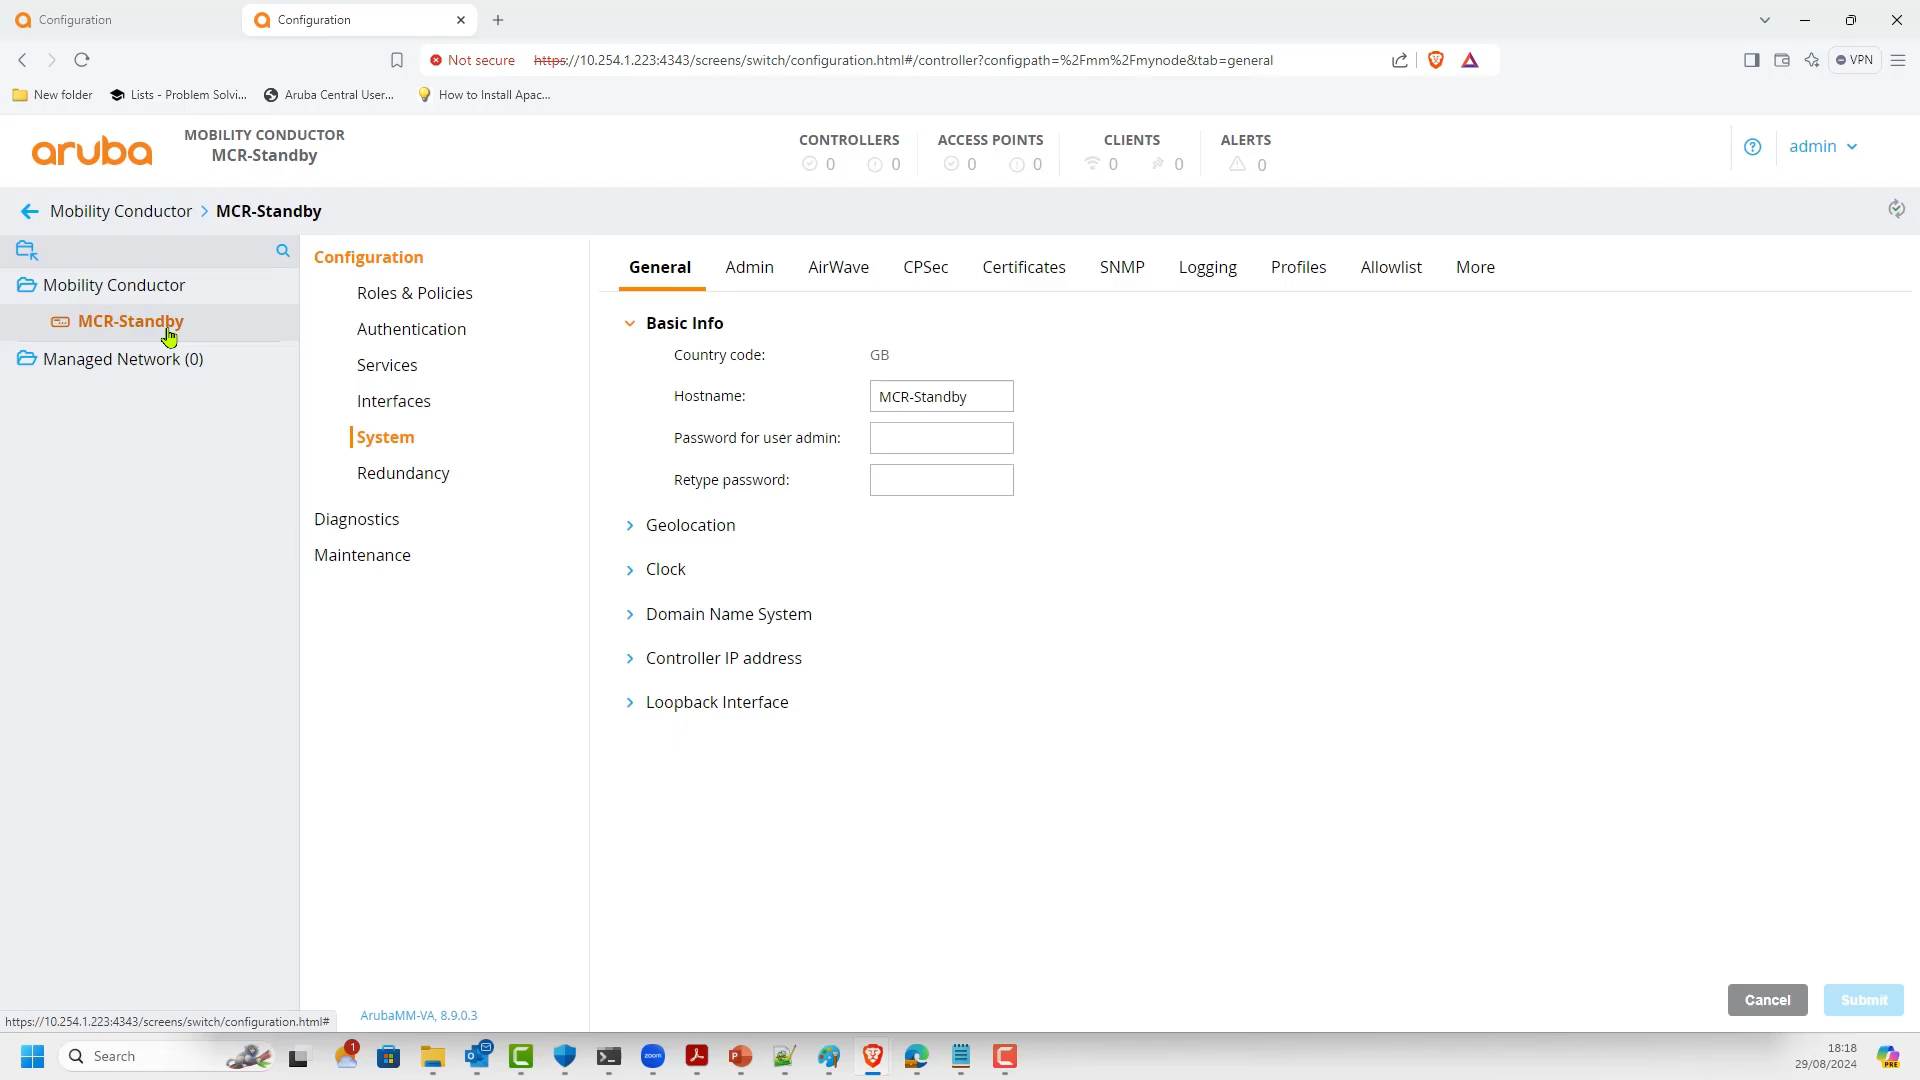 Configuration
Configuration
Not secure https://10.254.1.223:4343/screens/switch/configuration.html#/controller?configpath=%2Fmm%2Fmynode&tab=general
VPN
New folder
Lists - Problem Solvi...
Aruba Central User...
How to Install Apac...
aruba
MOBILITY CONDUCTOR
MCR-Standby
CONTROLLERS
0 0
ACCESS POINTS
0 0
CLIENTS
0 0
ALERTS
0
admin
Mobility Conductor > MCR-Standby
Mobility Conductor
MCR-Standby
Managed Network (0)
Configuration
Roles & Policies
Authentication
Services
Interfaces
System
Redundancy
Diagnostics
Maintenance
General Admin AirWave CPSec Certificates SNMP Logging Profiles Allowlist More
Basic Info
Country code: GB
Hostname: MCR-Standby
Password for user admin:
Retype password:
Geolocation
Clock
Domain Name System
Controller IP address
Loopback Interface
Cancel Submit
https://10.254.1.223:4343/screens/switch/configuration.html#
ArubaMM-VA, 8.9.0.3
Search
1
zoom
18:18
29/08/2024
PRE